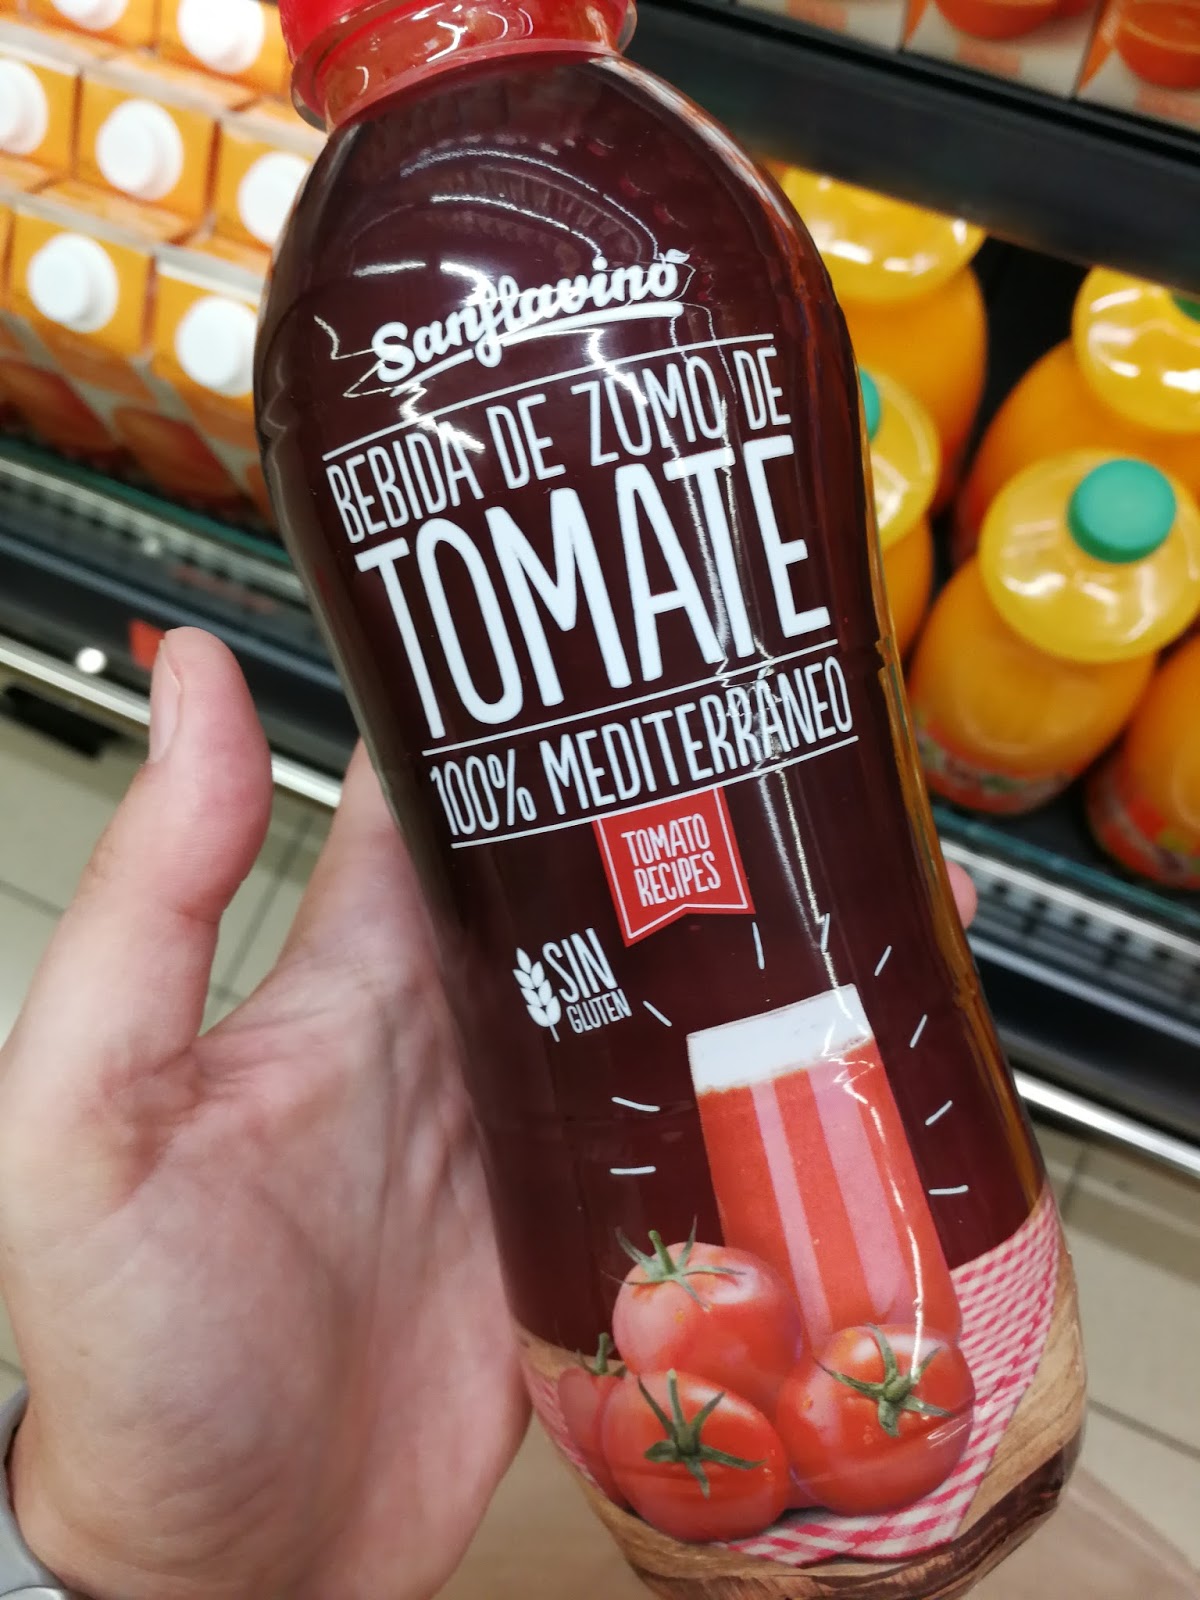 Sanflavino
BEBIDA DE ZUMO DE
TOMATE
100% MEDITERRÁNEO
TOMATO
RECIPES
SIN
GLUTEN